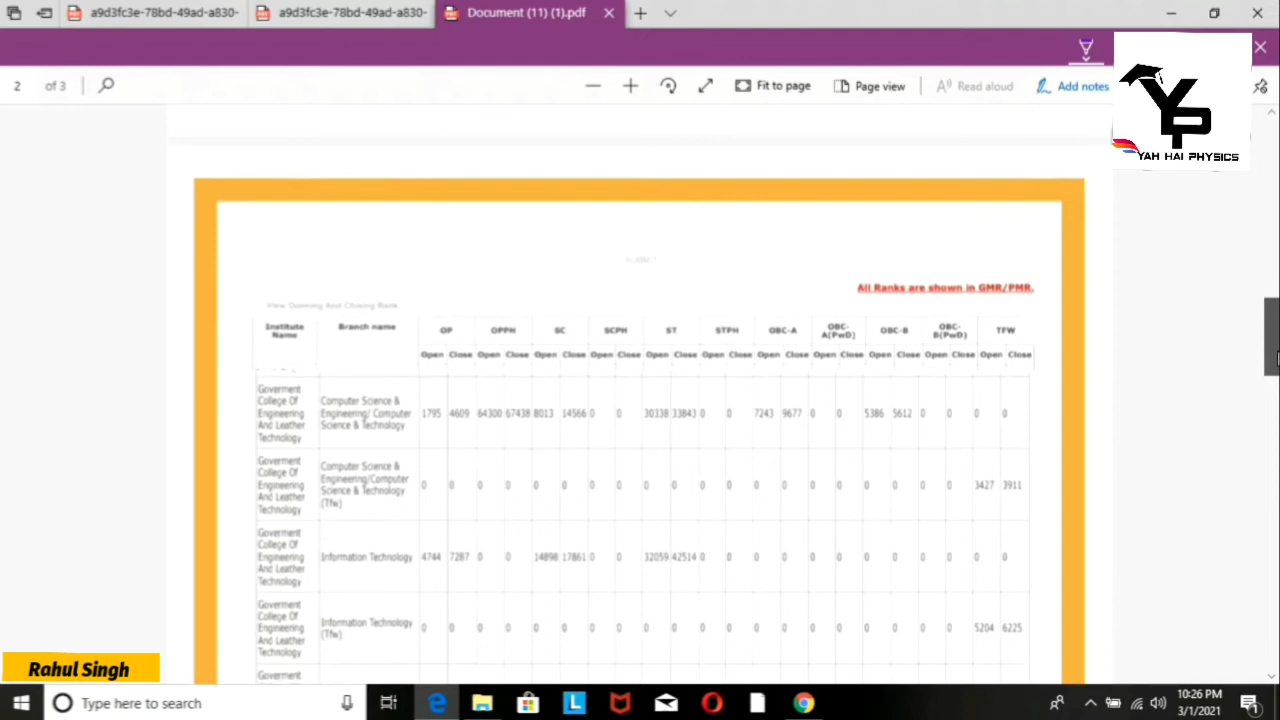 a9d3fc3e-78bd-49ad-a830- a9d3fc3e-78bd-49ad-a830- Document (11) (1).pdf
2 of 3 Fit to page Page view Read aloud Add notes
YP
YAH HAI PHYSICS
All Ranks are shown in GMR/PMR.
View Opening And Closing Rank
Institute Name Branch name OP OPPH SC SCPH ST STPH OBC-A OBC-A(PwD) OBC-B OBC-B(PwD) TFW
Open Close Open Close Open Close Open Close Open Close Open Close Open Close Open Close Open Close Open Close Open Close
Goverment
College Of Computer Science &
Engineering Engineering/ Computer 1795 4609 64300 67438 8013 14566 0 0 30338 33843 0 0 7243 9677 0 0 5386 5612 0 0 0 0
And Leather Science & Technology
Technology
Goverment
College Of Computer Science &
Engineering Engineering/Computer 0 0 0 0 0 0 0 0 0 0 0 0 0 0 0 0 0 0 0 0 3427 3911
And Leather Science & Technology
Technology (Tfw)
Goverment
College Of
Engineering Information Technology 4744 7287 0 0 14898 17861 0 0 32059 42514 0 0 0 0 0 0 0 0 0 0 0 0
And Leather
Technology
Goverment
College Of Information Technology
Engineering (Tfw) 0 0 0 0 0 0 0 0 0 0 0 0 0 0 0 0 0 0 0 0 5204 6225
And Leather
Technology
Goverment
Rahul Singh
Type here to search
10:26 PM
3/1/2021